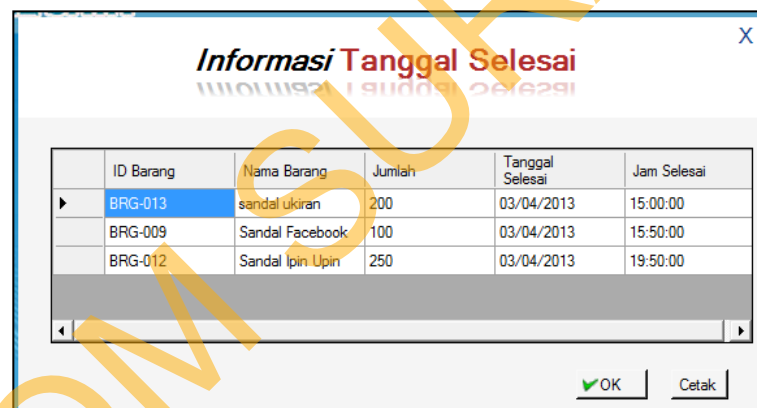 X
Informasi Tanggal Selesai
ID Barang Nama Barang Jumlah Tanggal Selesai Jam Selesai
BRG-013 sandal ukiran 200 03/04/2013 15:00:00
BRG-009 Sandal Facebook 100 03/04/2013 15:50:00
BRG-012 Sandal Ipin Upin 250 03/04/2013 19:50:00
OK Cetak
OM SUR